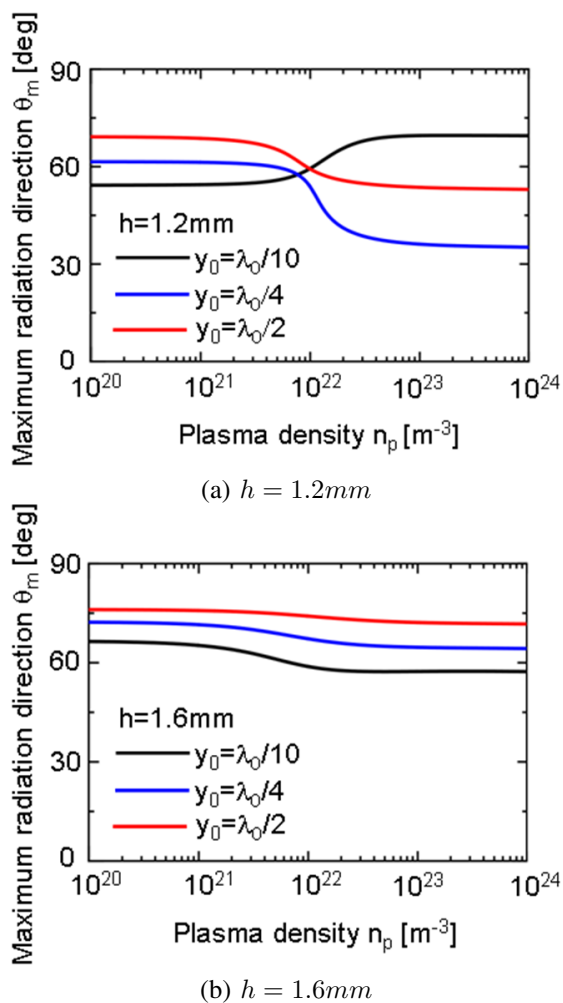 Maximum radiation direction θm [deg]
90
60
30
0
h=1.2mm
y0=λ0/10
y0=λ0/4
y0=λ0/2
10^20 10^21 10^22 10^23 10^24
Plasma density np [m^-3]
(a) h = 1.2mm
Maximum radiation direction θm [deg]
90
60
30
0
h=1.6mm
y0=λ0/10
y0=λ0/4
y0=λ0/2
10^20 10^21 10^22 10^23 10^24
Plasma density np [m^-3]
(b) h = 1.6mm